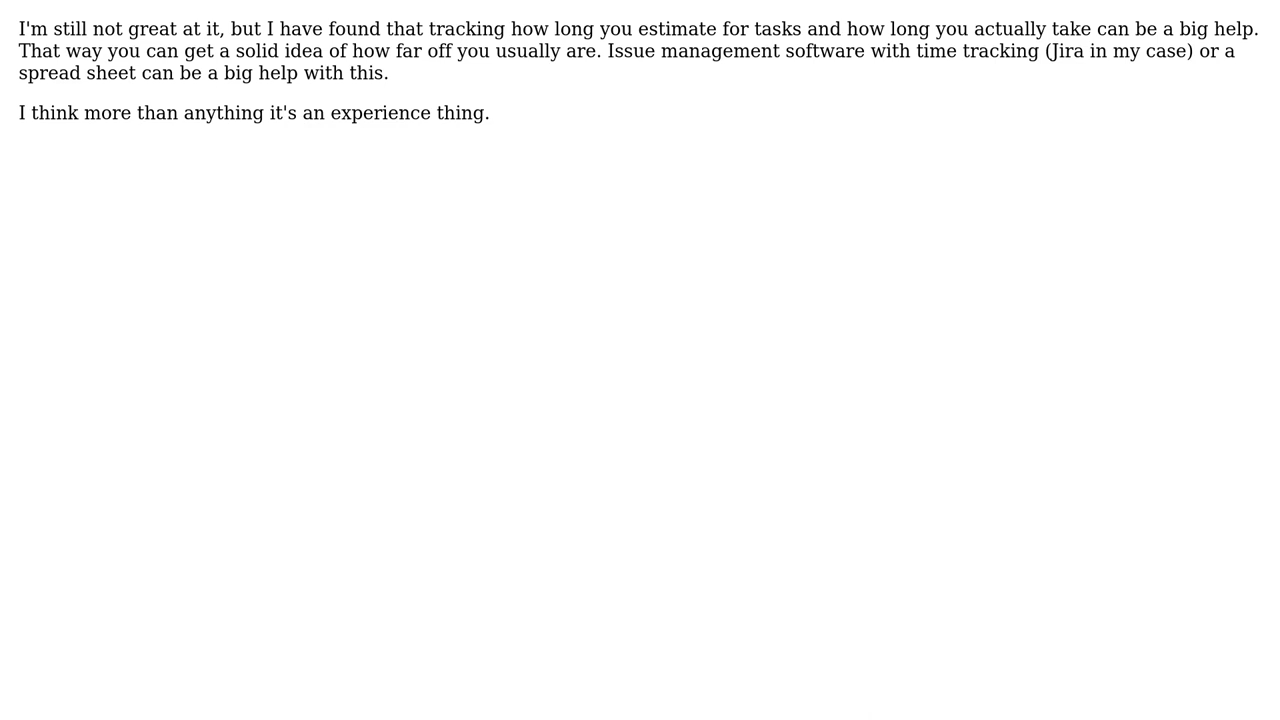 I'm still not great at it, but I have found that tracking how long you estimate for tasks and how long you actually take can be a big help.
That way you can get a solid idea of how far off you usually are. Issue management software with time tracking (Jira in my case) or a
spread sheet can be a big help with this.
I think more than anything it's an experience thing.